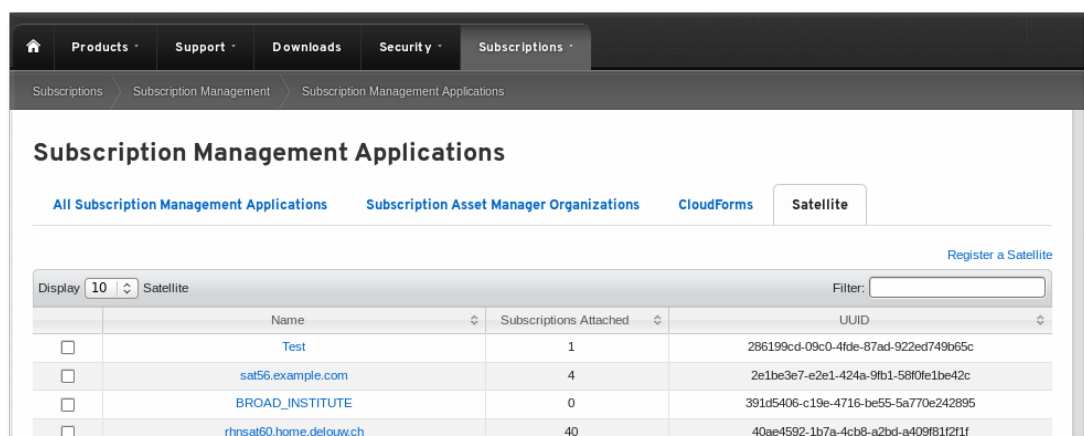 Products Support Downloads Security Subscriptions
Subscriptions Subscription Management Subscription Management Applications
Subscription Management Applications
All Subscription Management Applications Subscription Asset Manager Organizations CloudForms Satellite
Register a Satellite
Display 10 Satellite Filter:
Name Subscriptions Attached UUID
Test 1 286199cd-09c0-4fde-87ad-922ed749b65c
sat56.example.com 4 2e1be3e7-e2e1-424a-9fb1-58f0fe1be42c
BROAD_INSTITUTE 0 391d5406-c19e-4716-be55-5a770e242895
rhnsat60.home.delouw.ch 40 40ae4592-1b7a-4cb8-a2bd-a409f81f2f1f